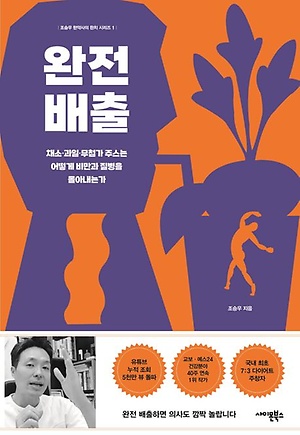 | 조승우 한약사의 완치 시리즈 1 |
완전
배출
채소·과일·무첨가 주스는
어떻게 비만과 질병을
몰아내는가
조승우 지음
유튜브
누적 조회
5천만 뷰 돌파
교보·예스24
건강분야
40주 연속
1위 작가
국내 최초
7:3 다이어트
주창자
완전 배출하면 의사도 깜짝 놀랍니다
사이몬북스